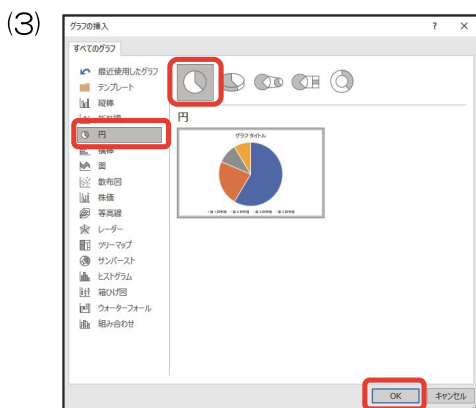 (3)
グラフの挿入 ? ×
すべてのグラフ
最近使用したグラフ
テンプレート
縦棒
円
横棒
面
散布図
株価
等高線
レーダー
ツリーマップ
サンバースト
ヒストグラム
箱ひげ図
ウォーターフォール
組み合わせ
円
グラフ タイトル
OK
キャンセル